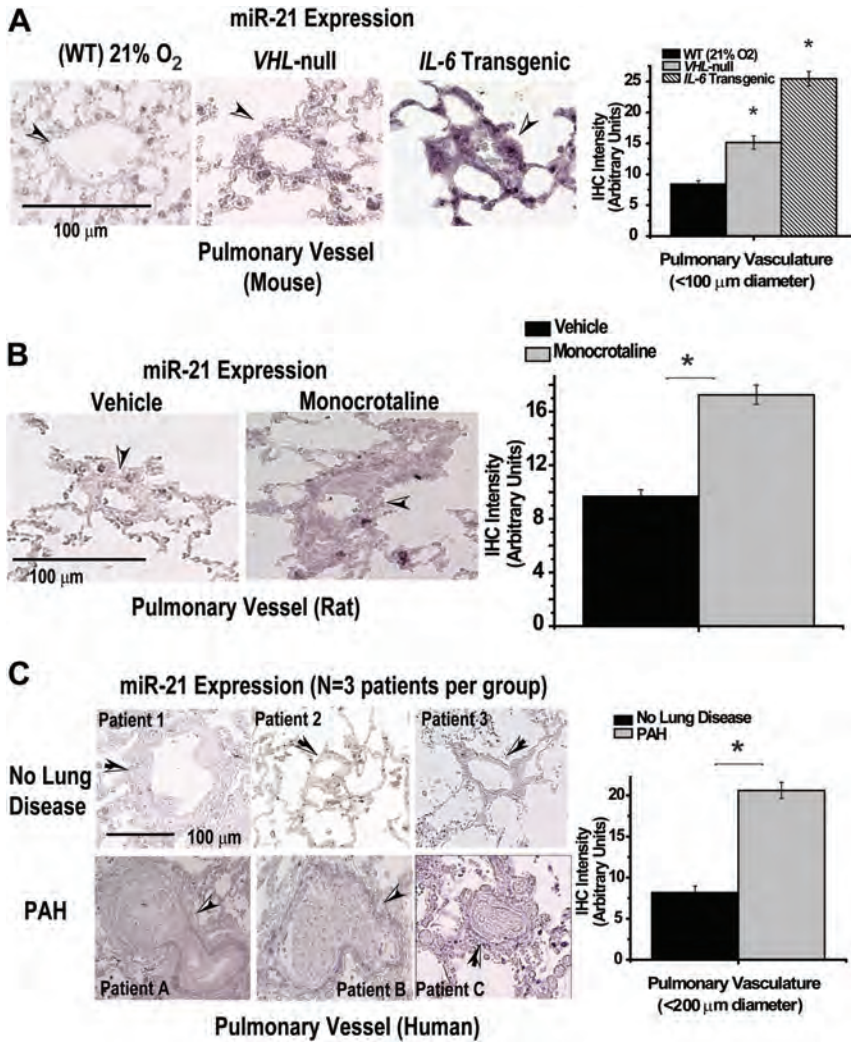 A
miR-21 Expression
(WT) 21% O₂
VHL-null
IL-6 Transgenic
100 µm
Pulmonary Vessel
(Mouse)
WT (21% O2)
VHL-null
IL-6 Transgenic
*
*
IHC Intensity
(Arbitrary Units)
25
20
15
10
5
0
Pulmonary Vasculature
(<100 µm diameter)
B
miR-21 Expression
Vehicle
Monocrotaline
100 µm
Pulmonary Vessel (Rat)
Vehicle
Monocrotaline
*
IHC Intensity
(Arbitrary Units)
16
12
8
4
0
C
miR-21 Expression (N=3 patients per group)
No Lung
Disease
Patient 1
Patient 2
Patient 3
100 µm
PAH
Patient A
Patient B
Patient C
Pulmonary Vessel (Human)
No Lung Disease
PAH
*
IHC Intensity
(Arbitrary Units)
20
15
10
5
0
Pulmonary Vasculature
(<200 µm diameter)